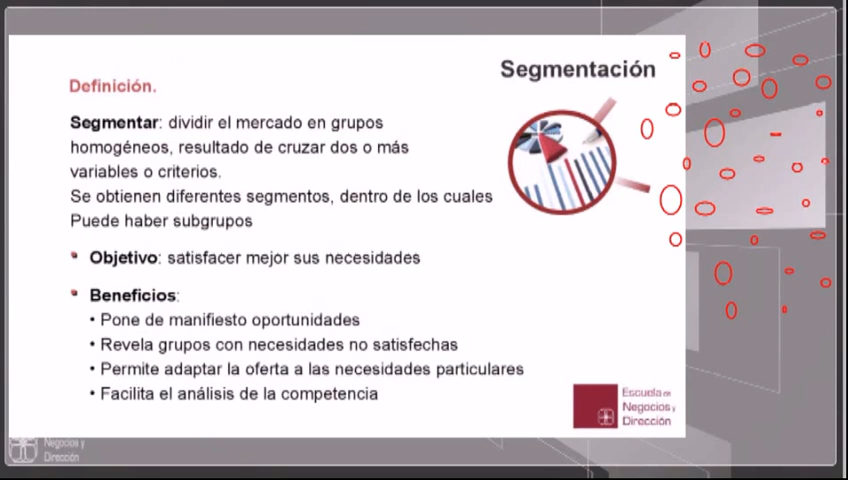 Segmentación
Definición.
Segmentar: dividir el mercado en grupos
homogéneos, resultado de cruzar dos o más
variables o criterios.
Se obtienen diferentes segmentos, dentro de los cuales
Puede haber subgrupos
Objetivo: satisfacer mejor sus necesidades
Beneficios:
• Pone de manifiesto oportunidades
• Revela grupos con necesidades no satisfechas
• Permite adaptar la oferta a las necesidades particulares
• Facilita el análisis de la competencia
Escuela de
Negocios y
Dirección
Negocios y
Dirección